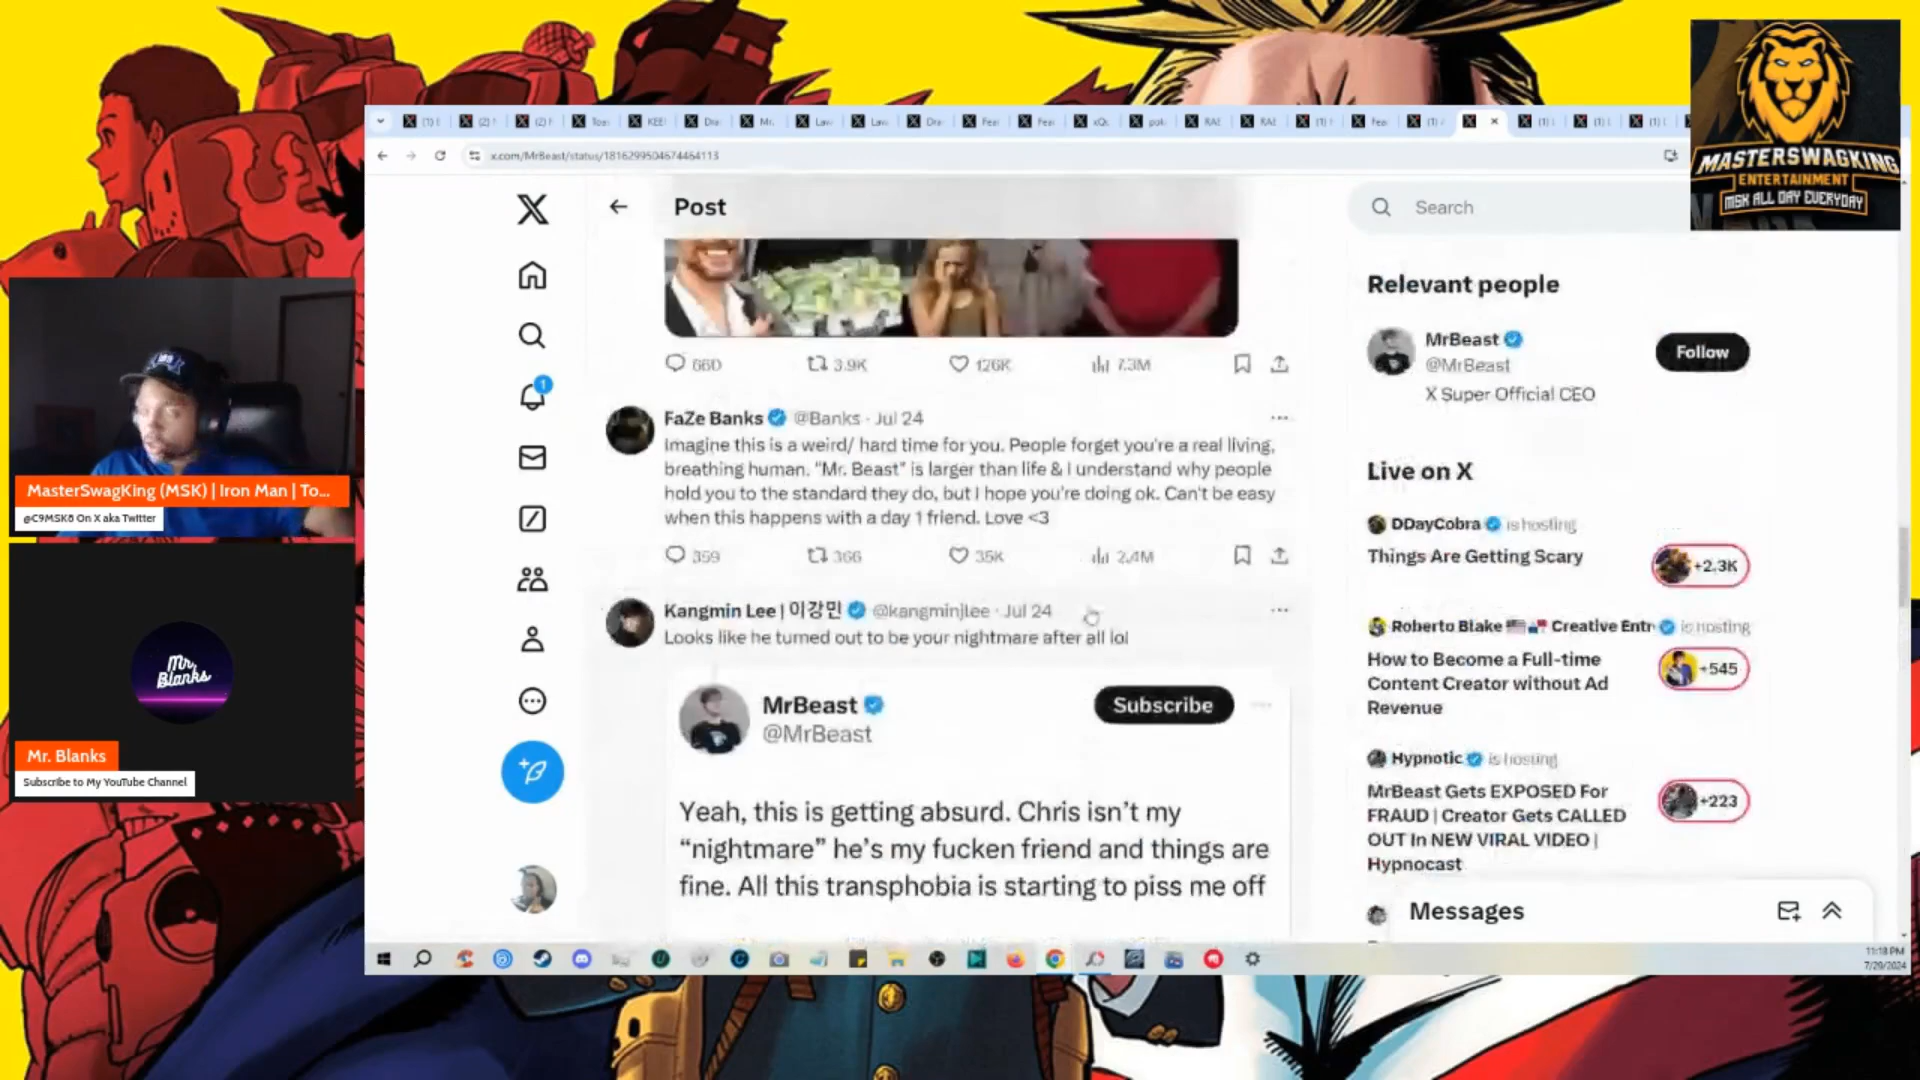 MASTERSWAGKING
ENTERTAINMENT
MSK ALL DAY EVERYDAY
x.com/MrBeast/status/1816299504674464113
Post
Search
660 3.9K 126K 7.3M
FaZe Banks @Banks · Jul 24
Imagine this is a weird/ hard time for you. People forget you're a real living,
breathing human. "Mr. Beast" is larger than life & I understand why people
hold you to the standard they do, but I hope you're doing ok. Can't be easy
when this happens with a day 1 friend. Love <3
359 366 35K 2.4M
Kangmin Lee | 이강민 @kangminjlee · Jul 24
Looks like he turned out to be your nightmare after all lol
MrBeast
@MrBeast
Subscribe
Yeah, this is getting absurd. Chris isn't my
“nightmare” he's my fucken friend and things are
fine. All this transphobia is starting to piss me off
Relevant people
MrBeast
@MrBeast
X Super Official CEO
Follow
Live on X
DDayCobra is hosting
Things Are Getting Scary
+2.3K
Roberto Blake Creative Entr is hosting
How to Become a Full-time
Content Creator without Ad
Revenue
+545
Hypnotic is hosting
MrBeast Gets EXPOSED For
FRAUD | Creator Gets CALLED
OUT In NEW VIRAL VIDEO |
Hypnocast
+223
Messages
11:18 PM
7/29/2024
MasterSwagKing (MSK) | Iron Man | To...
@C9MSK8 On X aka Twitter
Mr.
Blanks
Mr. Blanks
Subscribe to My YouTube Channel